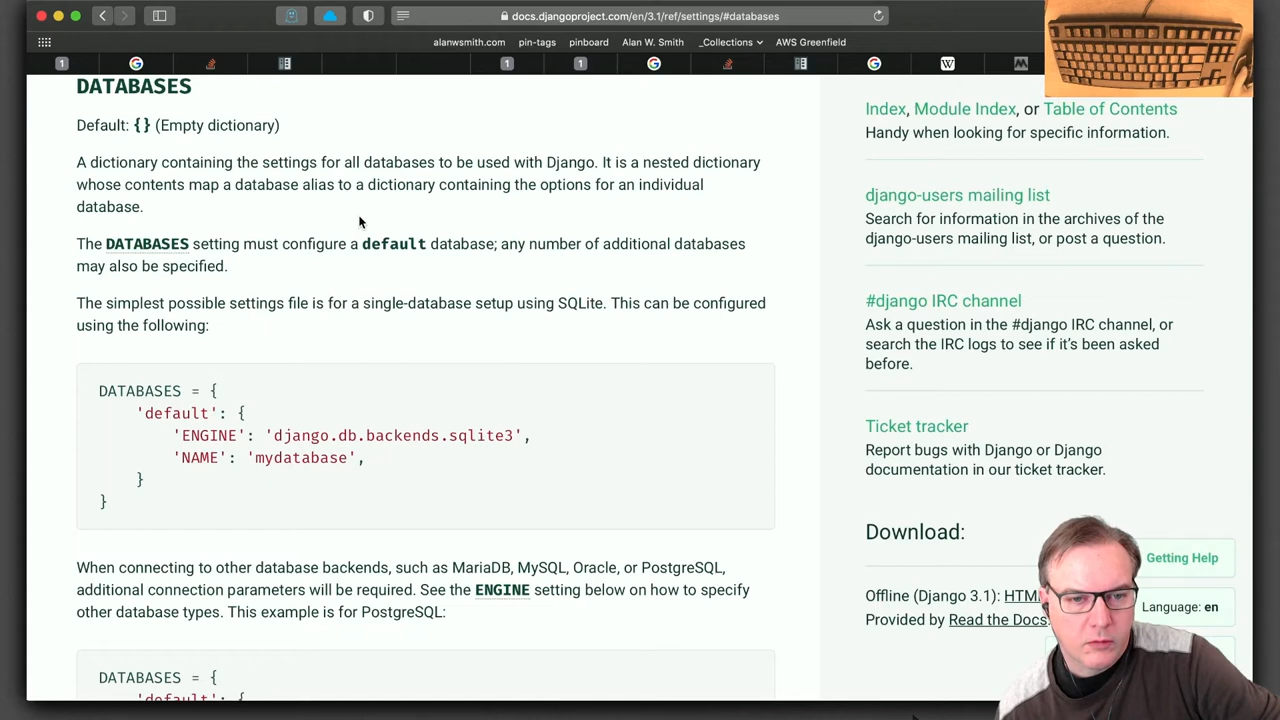 docs.djangoproject.com/en/3.1/ref/settings/#databases
alanwsmith.com pin-tags pinboard Alan W. Smith _Collections AWS Greenfield
1 1 1 W
DATABASES
Default: {} (Empty dictionary)
A dictionary containing the settings for all databases to be used with Django. It is a nested dictionary
whose contents map a database alias to a dictionary containing the options for an individual
database.
The DATABASES setting must configure a default database; any number of additional databases
may also be specified.
The simplest possible settings file is for a single-database setup using SQLite. This can be configured
using the following:
DATABASES = {
'default': {
'ENGINE': 'django.db.backends.sqlite3',
'NAME': 'mydatabase',
}
}
When connecting to other database backends, such as MariaDB, MySQL, Oracle, or PostgreSQL,
additional connection parameters will be required. See the ENGINE setting below on how to specify
other database types. This example is for PostgreSQL:
DATABASES = {
'default': {
Index, Module Index, or Table of Contents
Handy when looking for specific information.
django-users mailing list
Search for information in the archives of the
django-users mailing list, or post a question.
#django IRC channel
Ask a question in the #django IRC channel, or
search the IRC logs to see if it's been asked
before.
Ticket tracker
Report bugs with Django or Django
documentation in our ticket tracker.
Download:
Offline (Django 3.1): HTML
Provided by Read the Docs.
Getting Help
Language: en